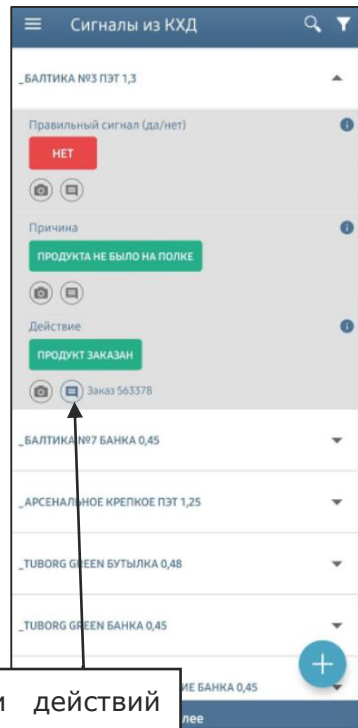 Сигналы из КХД
_БАЛТИКА №3 ПЭТ 1,3
Правильный сигнал (да/нет)
НЕТ
Причина
ПРОДУКТА НЕ БЫЛО НА ПОЛКЕ
Действие
ПРОДУКТ ЗАКАЗАН
Заказ 563378
_БАЛТИКА №7 БАНКА 0,45
_АРСЕНАЛЬНОЕ КРЕПКОЕ ПЭТ 1,25
_TUBORG GREEN БУТЫЛКА 0,48
_TUBORG GREEN БАНКА 0,45
ИЕ БАНКА 0,45
и действий
лее